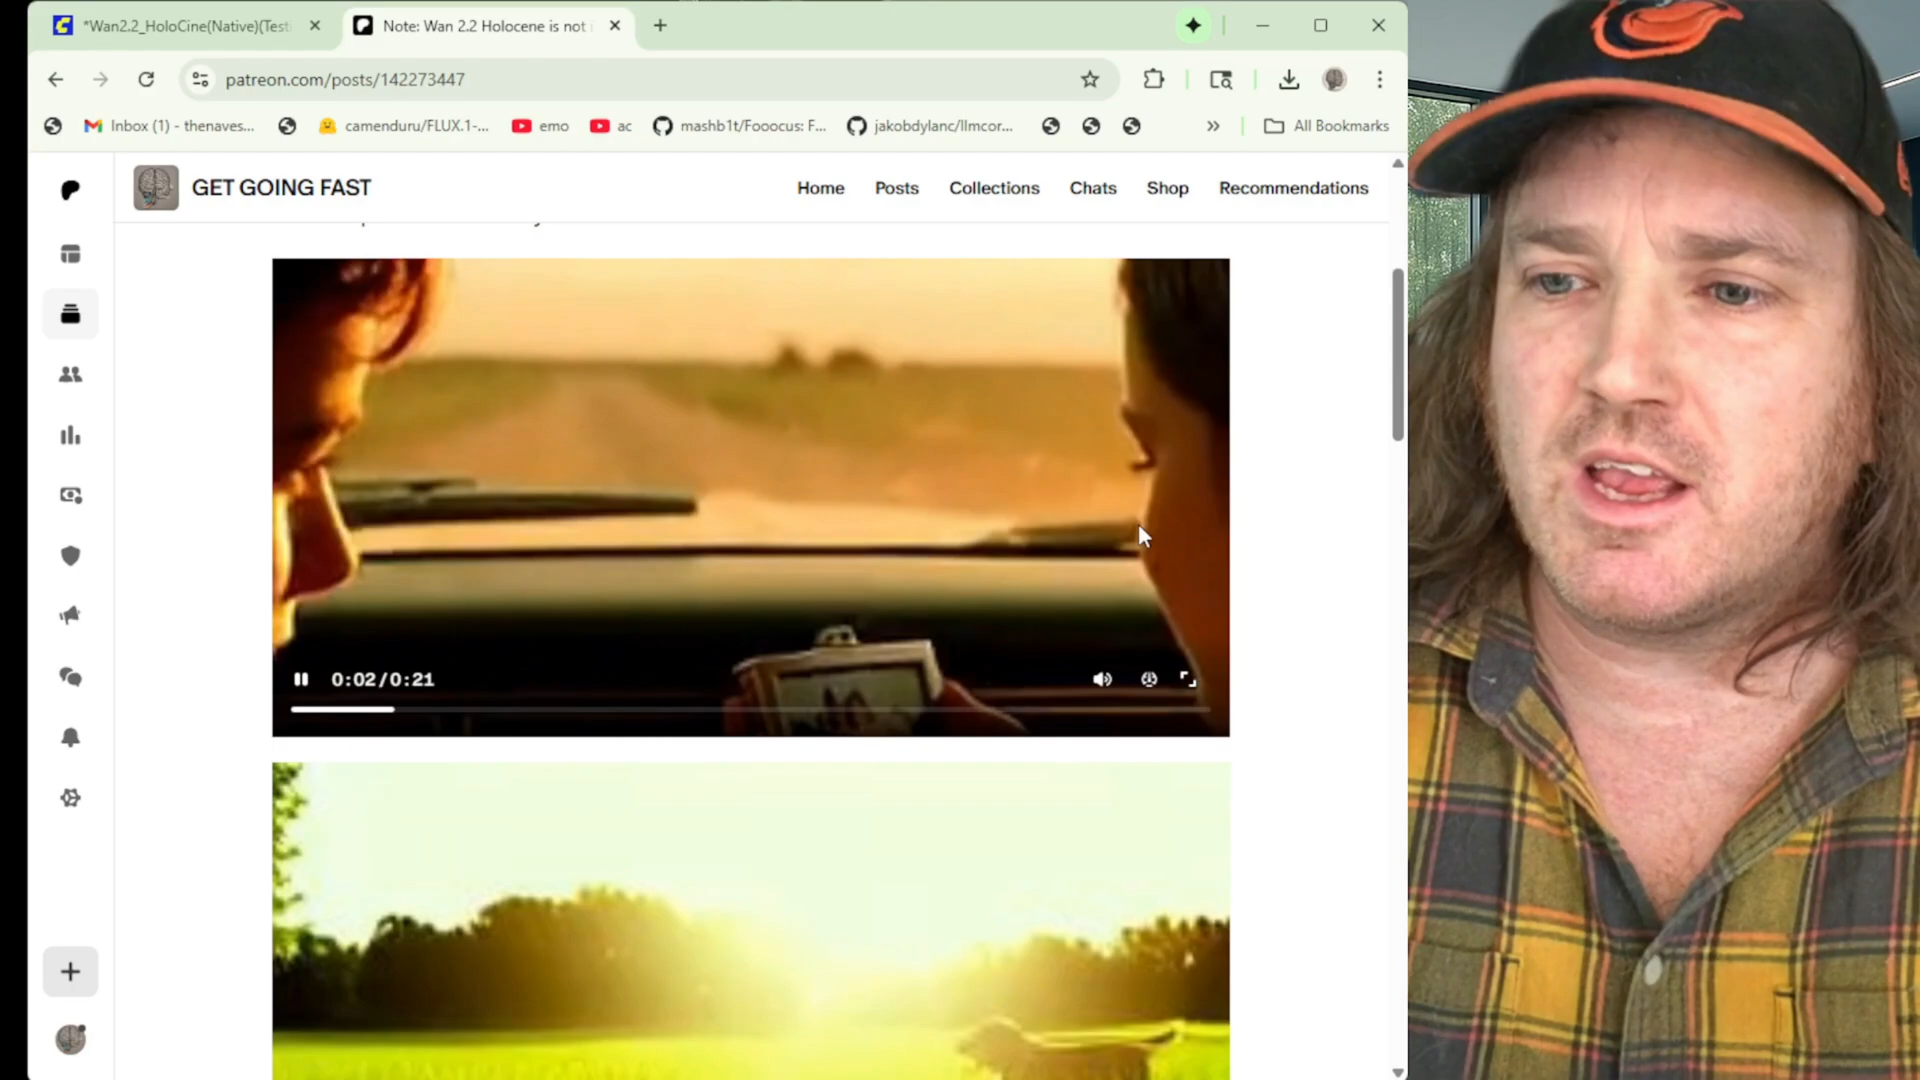 *Wan2.2_HoloCine(Native)(Test
Note: Wan 2.2 Holocene is not
patreon.com/posts/142273447
Inbox (1) - thenaves...
camenduru/FLUX.1-...
emo
ac
mashb1t/Fooocus: F...
jakobdylanc/llmcor...
All Bookmarks
GET GOING FAST
Home
Posts
Collections
Chats
Shop
Recommendations
0:02/0:21